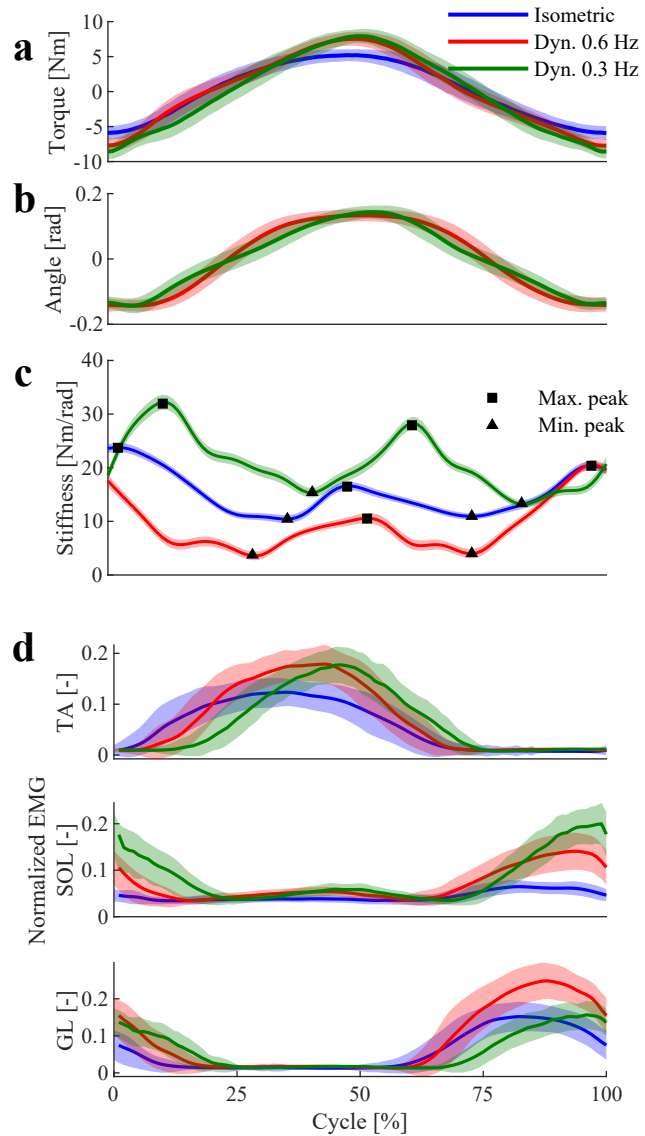 a
Torque [Nm]
10
5
0
-5
-10
Isometric
Dyn. 0.6 Hz
Dyn. 0.3 Hz
b
Angle [rad]
0.2
0
-0.2
c
Stiffness [Nm/rad]
40
30
20
10
0
Max. peak
Min. peak
d
Normalized EMG
TA [-]
0.2
0.1
0
SOL [-]
0.2
0.1
0
GL [-]
0.2
0.1
0
0
25
50
75
100
Cycle [%]